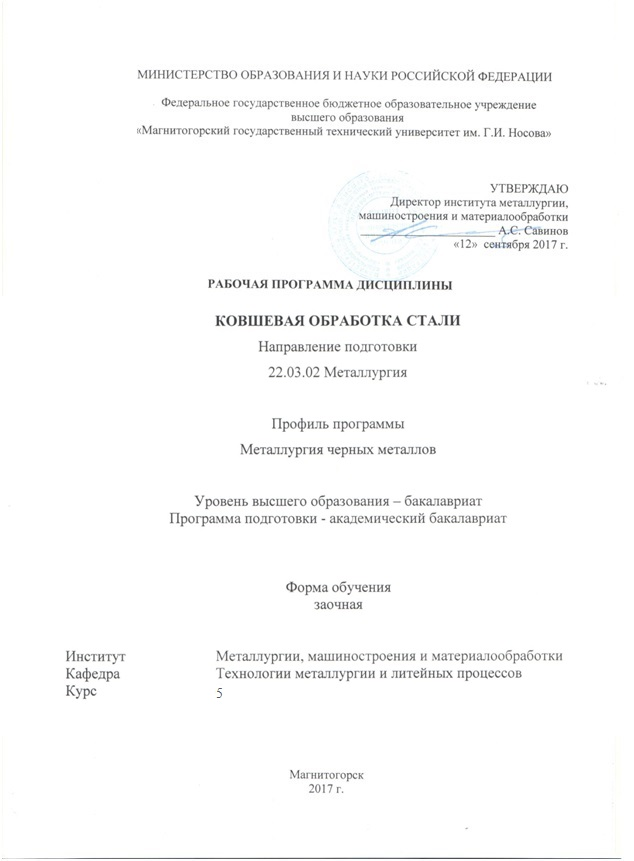 МИНИСТЕРСТВО ОБРАЗОВАНИЯ И НАУКИ РОССИЙСКОЙ ФЕДЕРАЦИИ
Федеральное государственное бюджетное образовательное учреждение
высшего образования
«Магнитогорский государственный технический университет им. Г.И. Носова»
УТВЕРЖДАЮ
Директор института металлургии,
машиностроения и материалообработки
А.С. Савинов
«12» сентября 2017 г.
РАБОЧАЯ ПРОГРАММА ДИСЦИПЛИНЫ
КОВШЕВАЯ ОБРАБОТКА СТАЛИ
Направление подготовки
22.03.02 Металлургия
Профиль программы
Металлургия черных металлов
Уровень высшего образования – бакалавриат
Программа подготовки - академический бакалавриат
Форма обучения
заочная
Институт Металлургии, машиностроения и материалообработки
Кафедра Технологии металлургии и литейных процессов
Курс 5
Магнитогорск
2017 г.